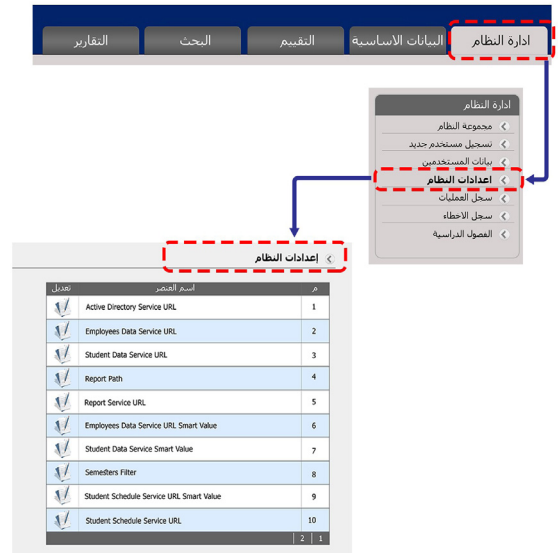 ادارة النظام البيانات الاساسية التقييم البحث التقارير
ادارة النظام
مجموعة النظام
تسجيل مستخدم جديد
بيانات المستخدمين
اعدادات النظام
سجل العمليات
سجل الاخطاء
الفصول الدراسية
إعدادات النظام
م اسم العنصر تعديل
1 Active Directory Service URL
2 Employees Data Service URL
3 Student Data Service URL
4 Report Path
5 Report Service URL
6 Employees Data Service URL Smart Value
7 Student Data Service Smart Value
8 Semesters Filter
9 Student Schedule Service URL Smart Value
10 Student Schedule Service URL
1 | 2 |